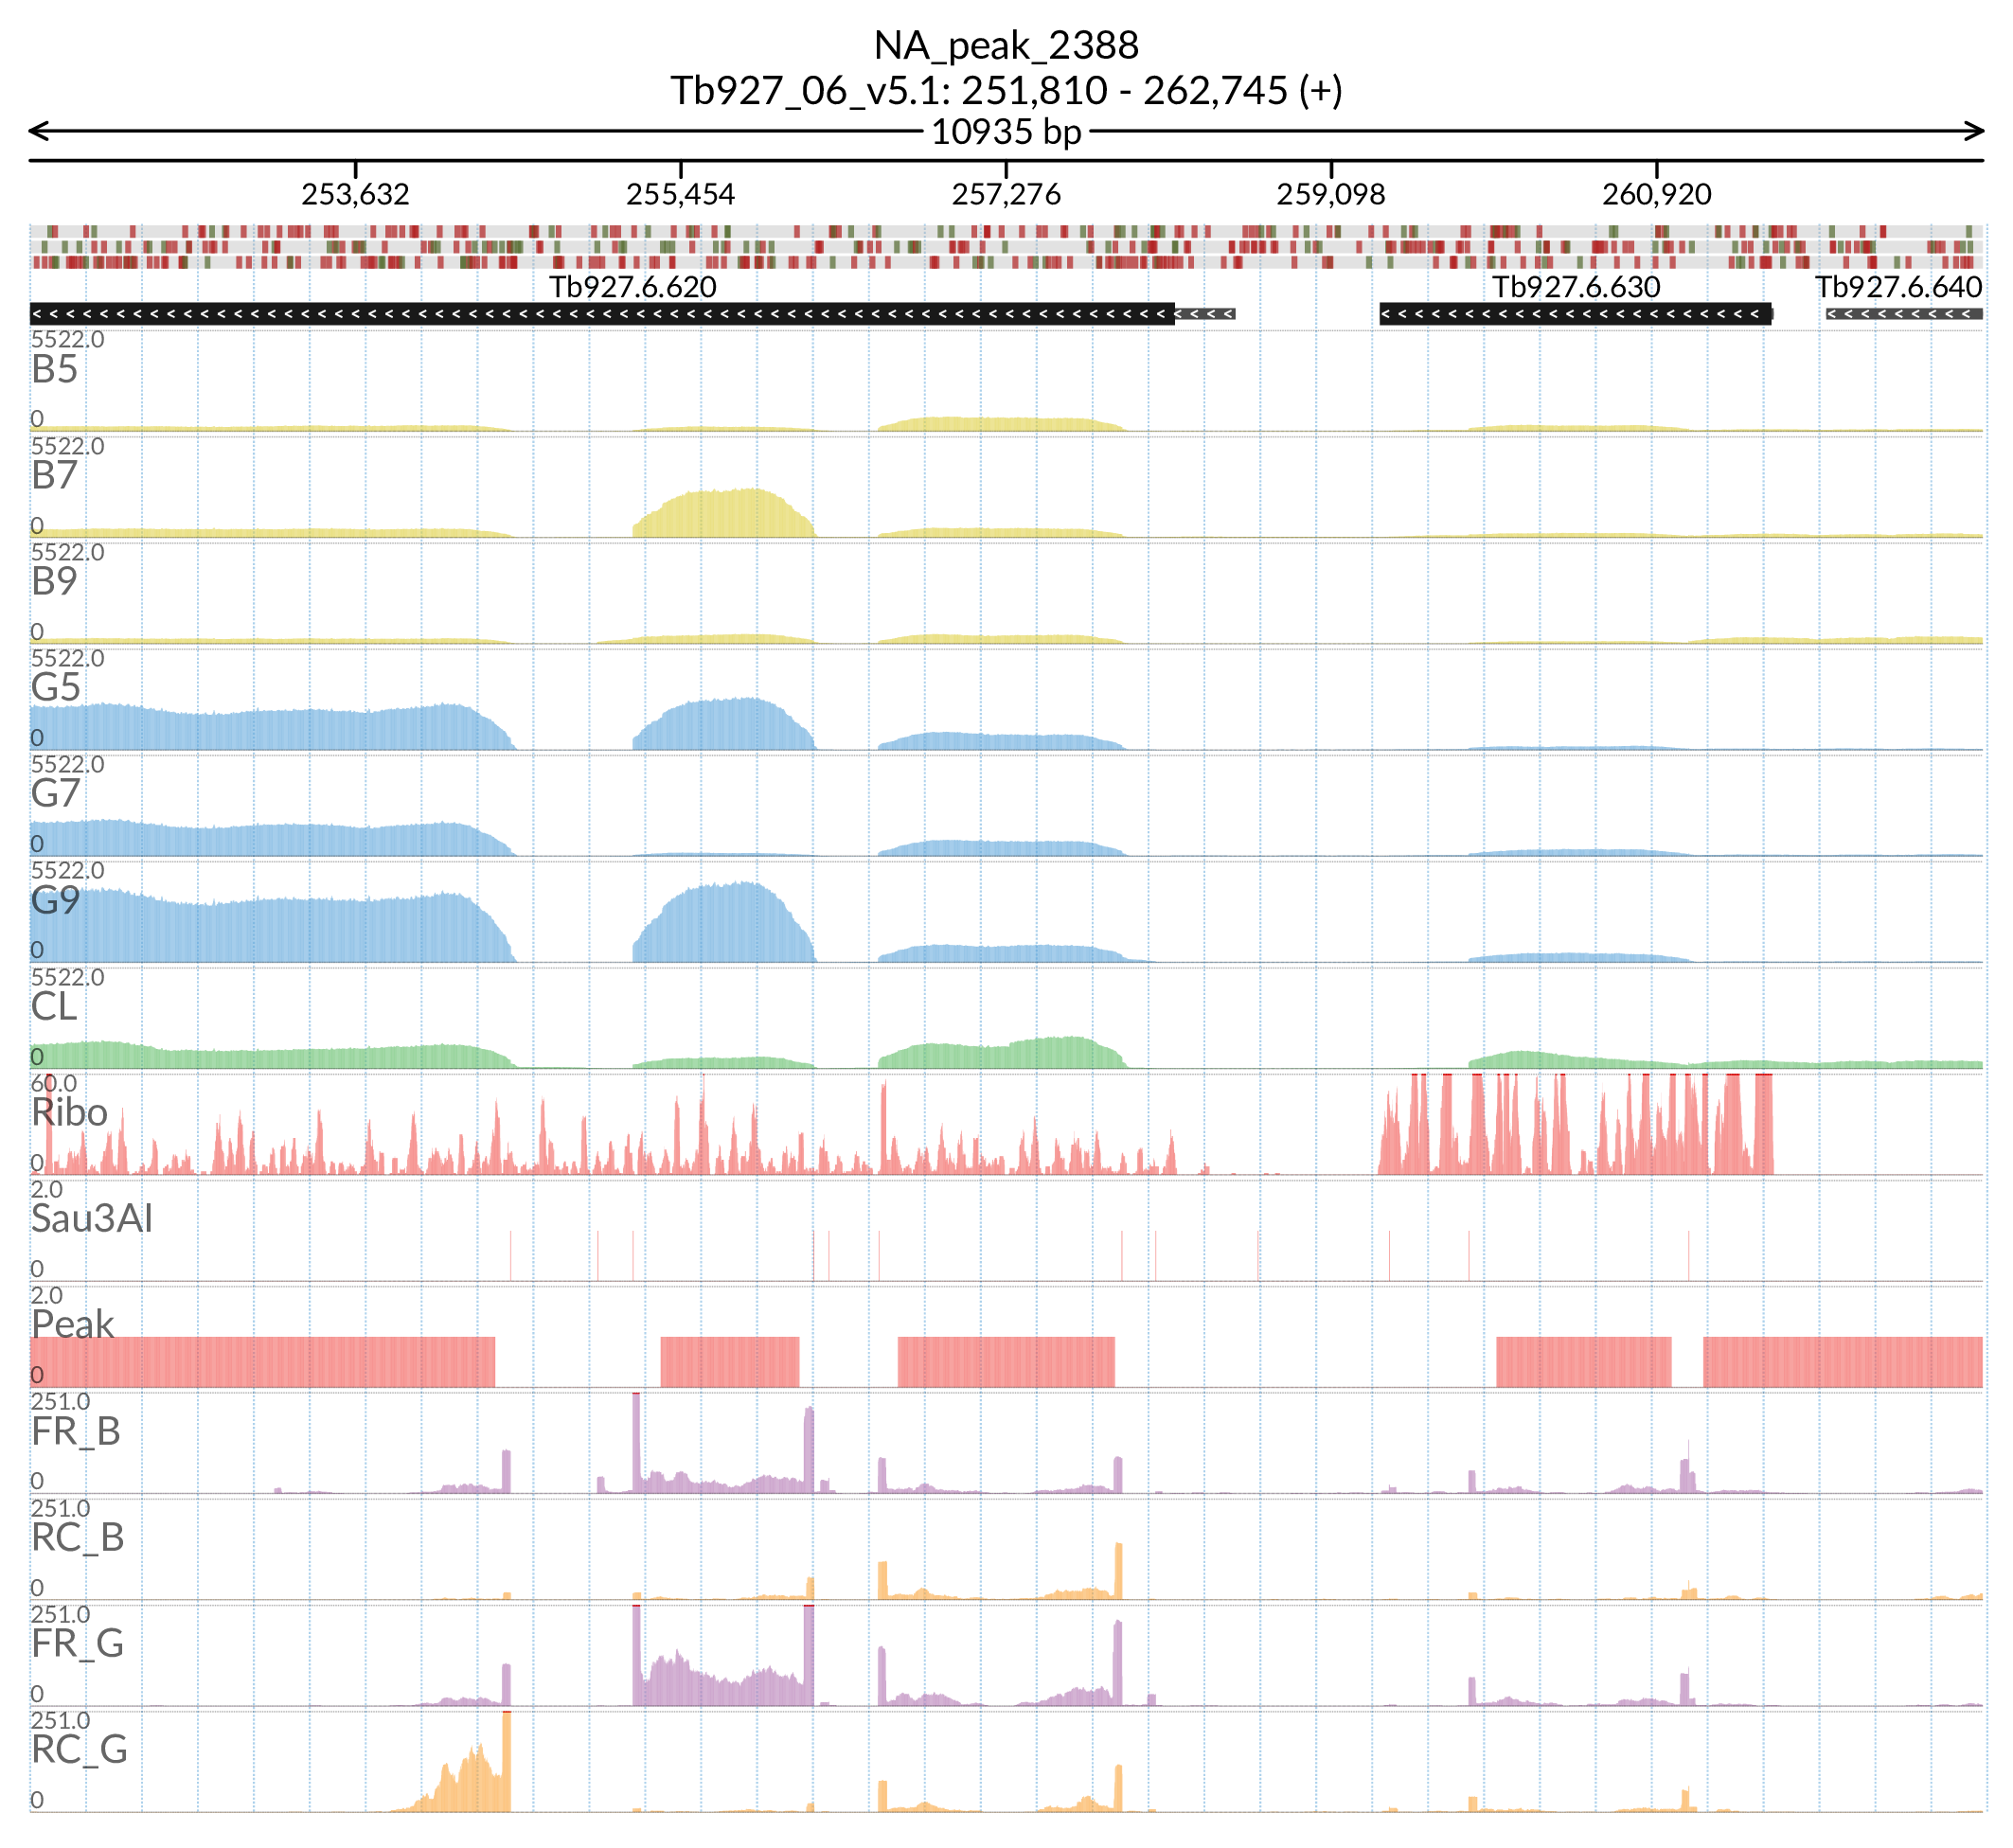 NA_peak_2388
Tb927_06_v5.1: 251,810 - 262,745 (+)
10935 bp
253,632 255,454 257,276 259,098 260,920
Tb927.6.620 Tb927.6.630 Tb927.6.640
5522.0
B5
0
5522.0
B7
0
5522.0
B9
0
5522.0
G5
0
5522.0
G7
0
5522.0
G9
0
5522.0
CL
0
60.0
Ribo
0
2.0
Sau3AI
0
2.0
Peak
0
251.0
FR_B
0
251.0
RC_B
0
251.0
FR_G
0
251.0
RC_G
0